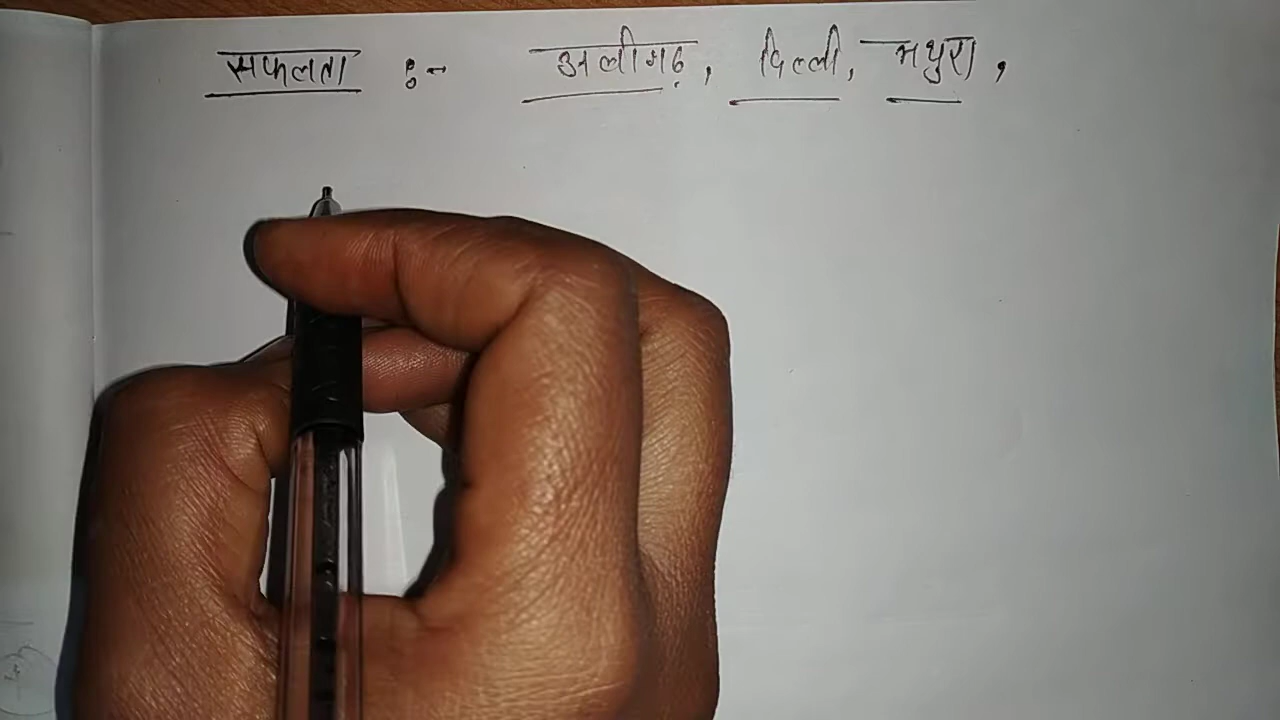 सफलता :- अलीगढ़, दिल्ली, मथुरा,